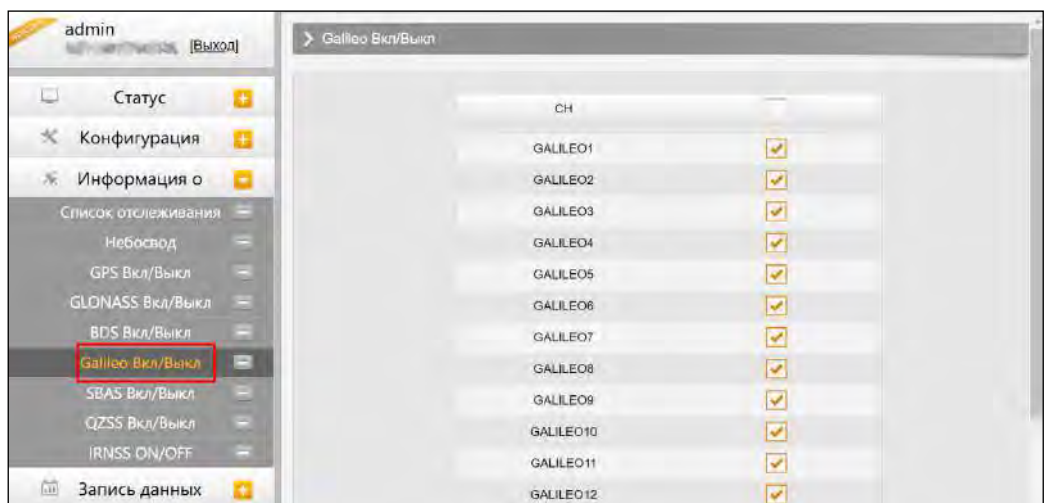 admin
[Выход]
Статус
Конфигурация
Информация о
Список отслеживания
Небосвод
GPS Вкл/Выкл
GLONASS Вкл/Выкл
BDS Вкл/Выкл
Galileo Вкл/Выкл
SBAS Вкл/Выкл
QZSS Вкл/Выкл
IRNSS ON/OFF
Запись данных
Galileo Вкл/Выкл
CH
GALILEO1
GALILEO2
GALILEO3
GALILEO4
GALILEO5
GALILEO6
GALILEO7
GALILEO8
GALILEO9
GALILEO10
GALILEO11
GALILEO12